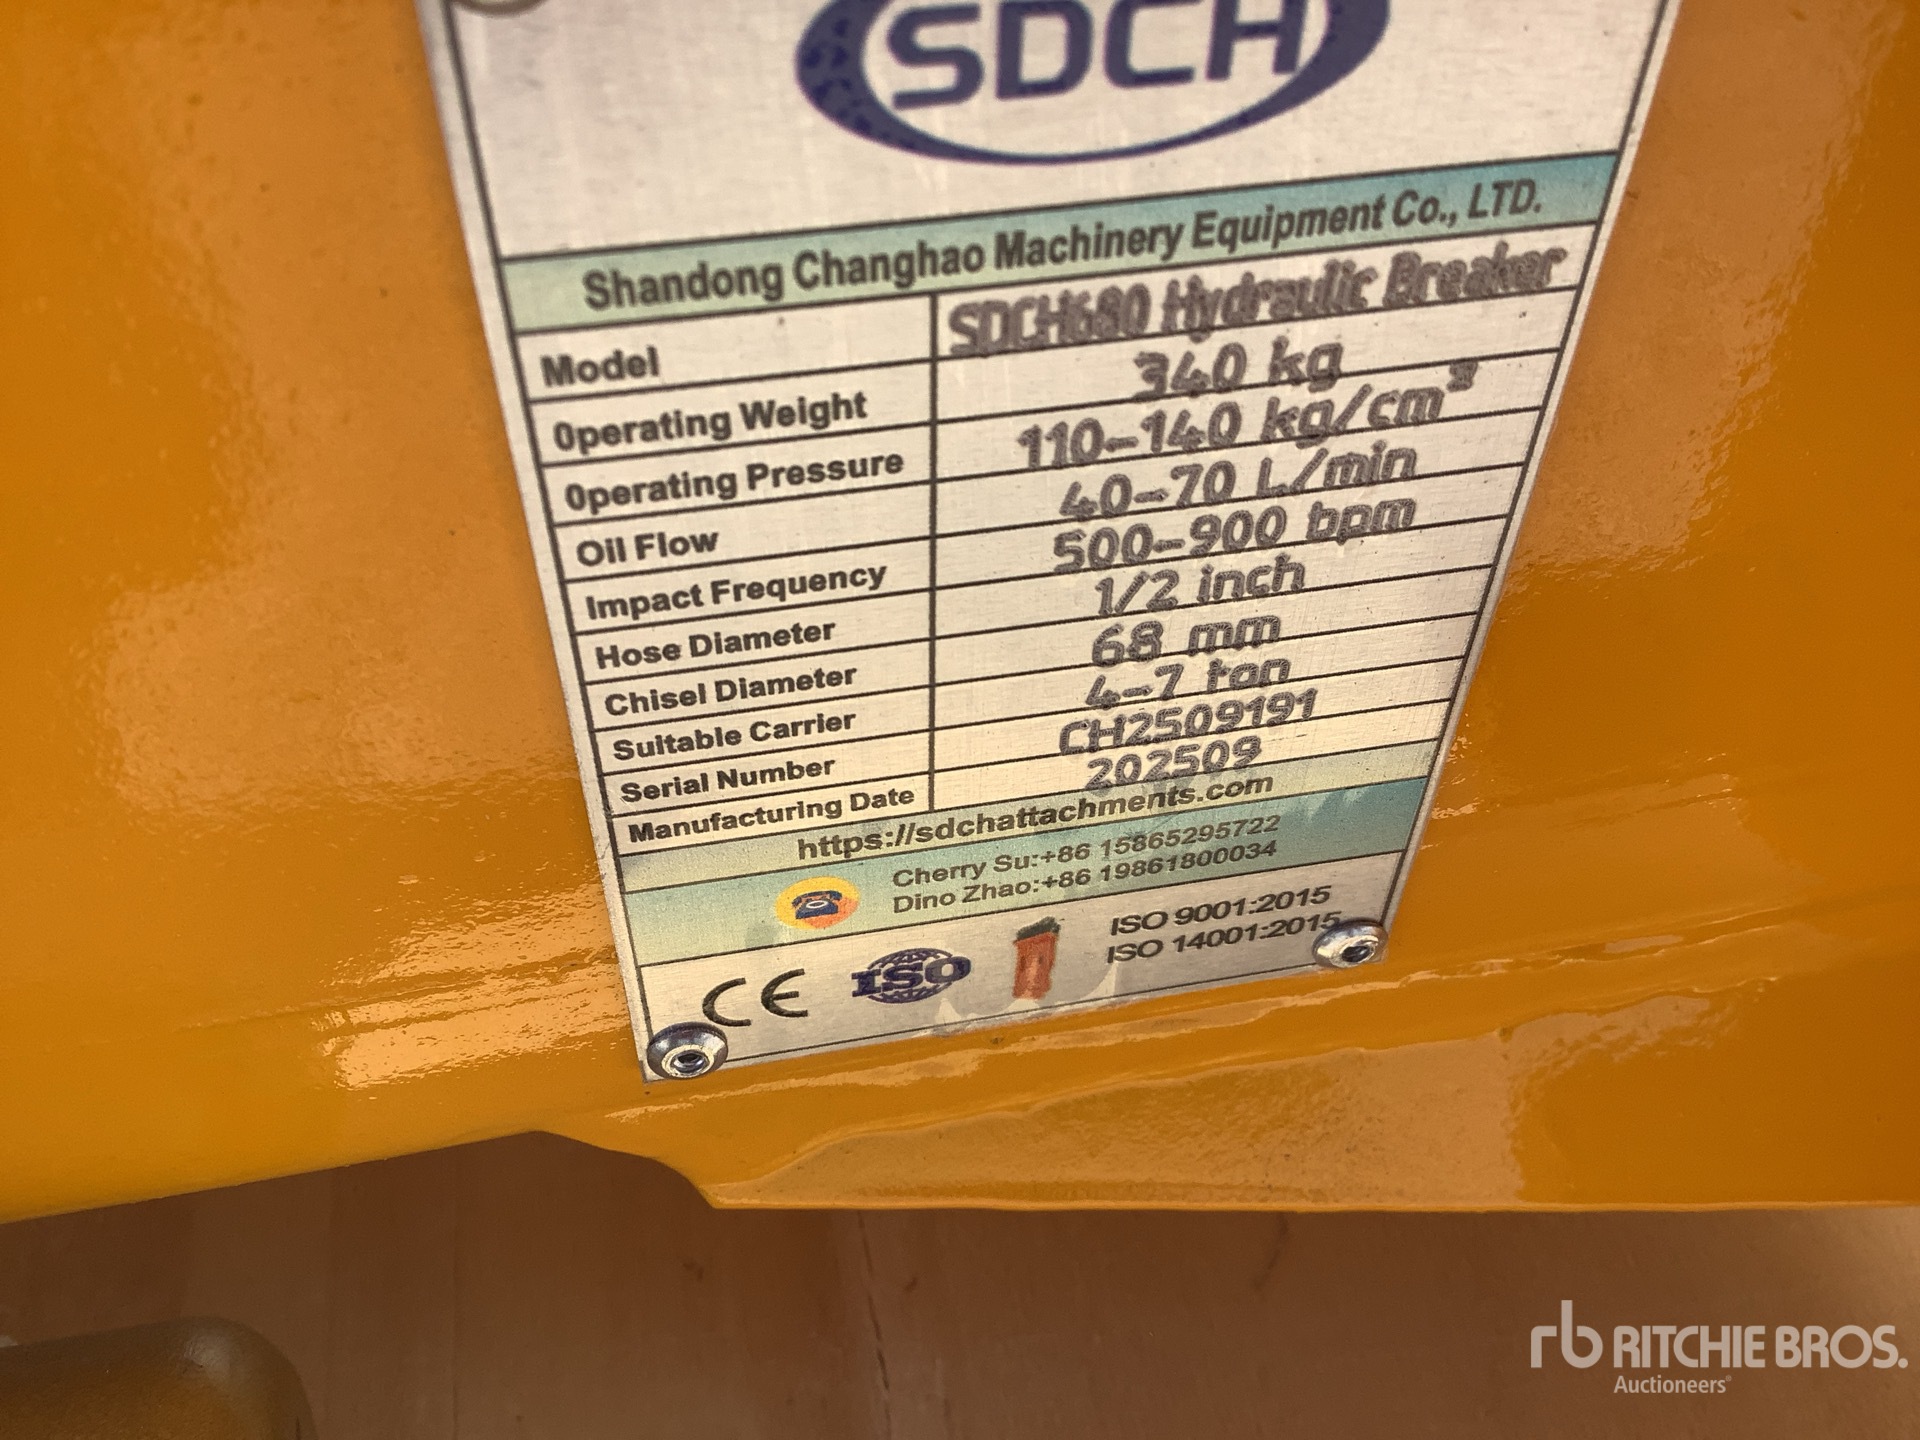 SDCH
Shandong Changhao Machinery Equipment Co., LTD.
Model SDCH680 Hydraulic Breaker
Operating Weight 340 kg
Operating Pressure 110-140 kg/cm²
Oil Flow 40-70 L/min
Impact Frequency 500-900 bpm
Hose Diameter 1/2 inch
Chisel Diameter 68 mm
Suitable Carrier 4-7 ton
Serial Number CH2509191
Manufacturing Date 202509
https://sdchattachments.com
Cherry Su:+86 15865295722
Dino Zhao:+86 19861800034
CE ISO
ISO 9001:2015
ISO 14001:2015
rb RITCHIE BROS.
Auctioneers